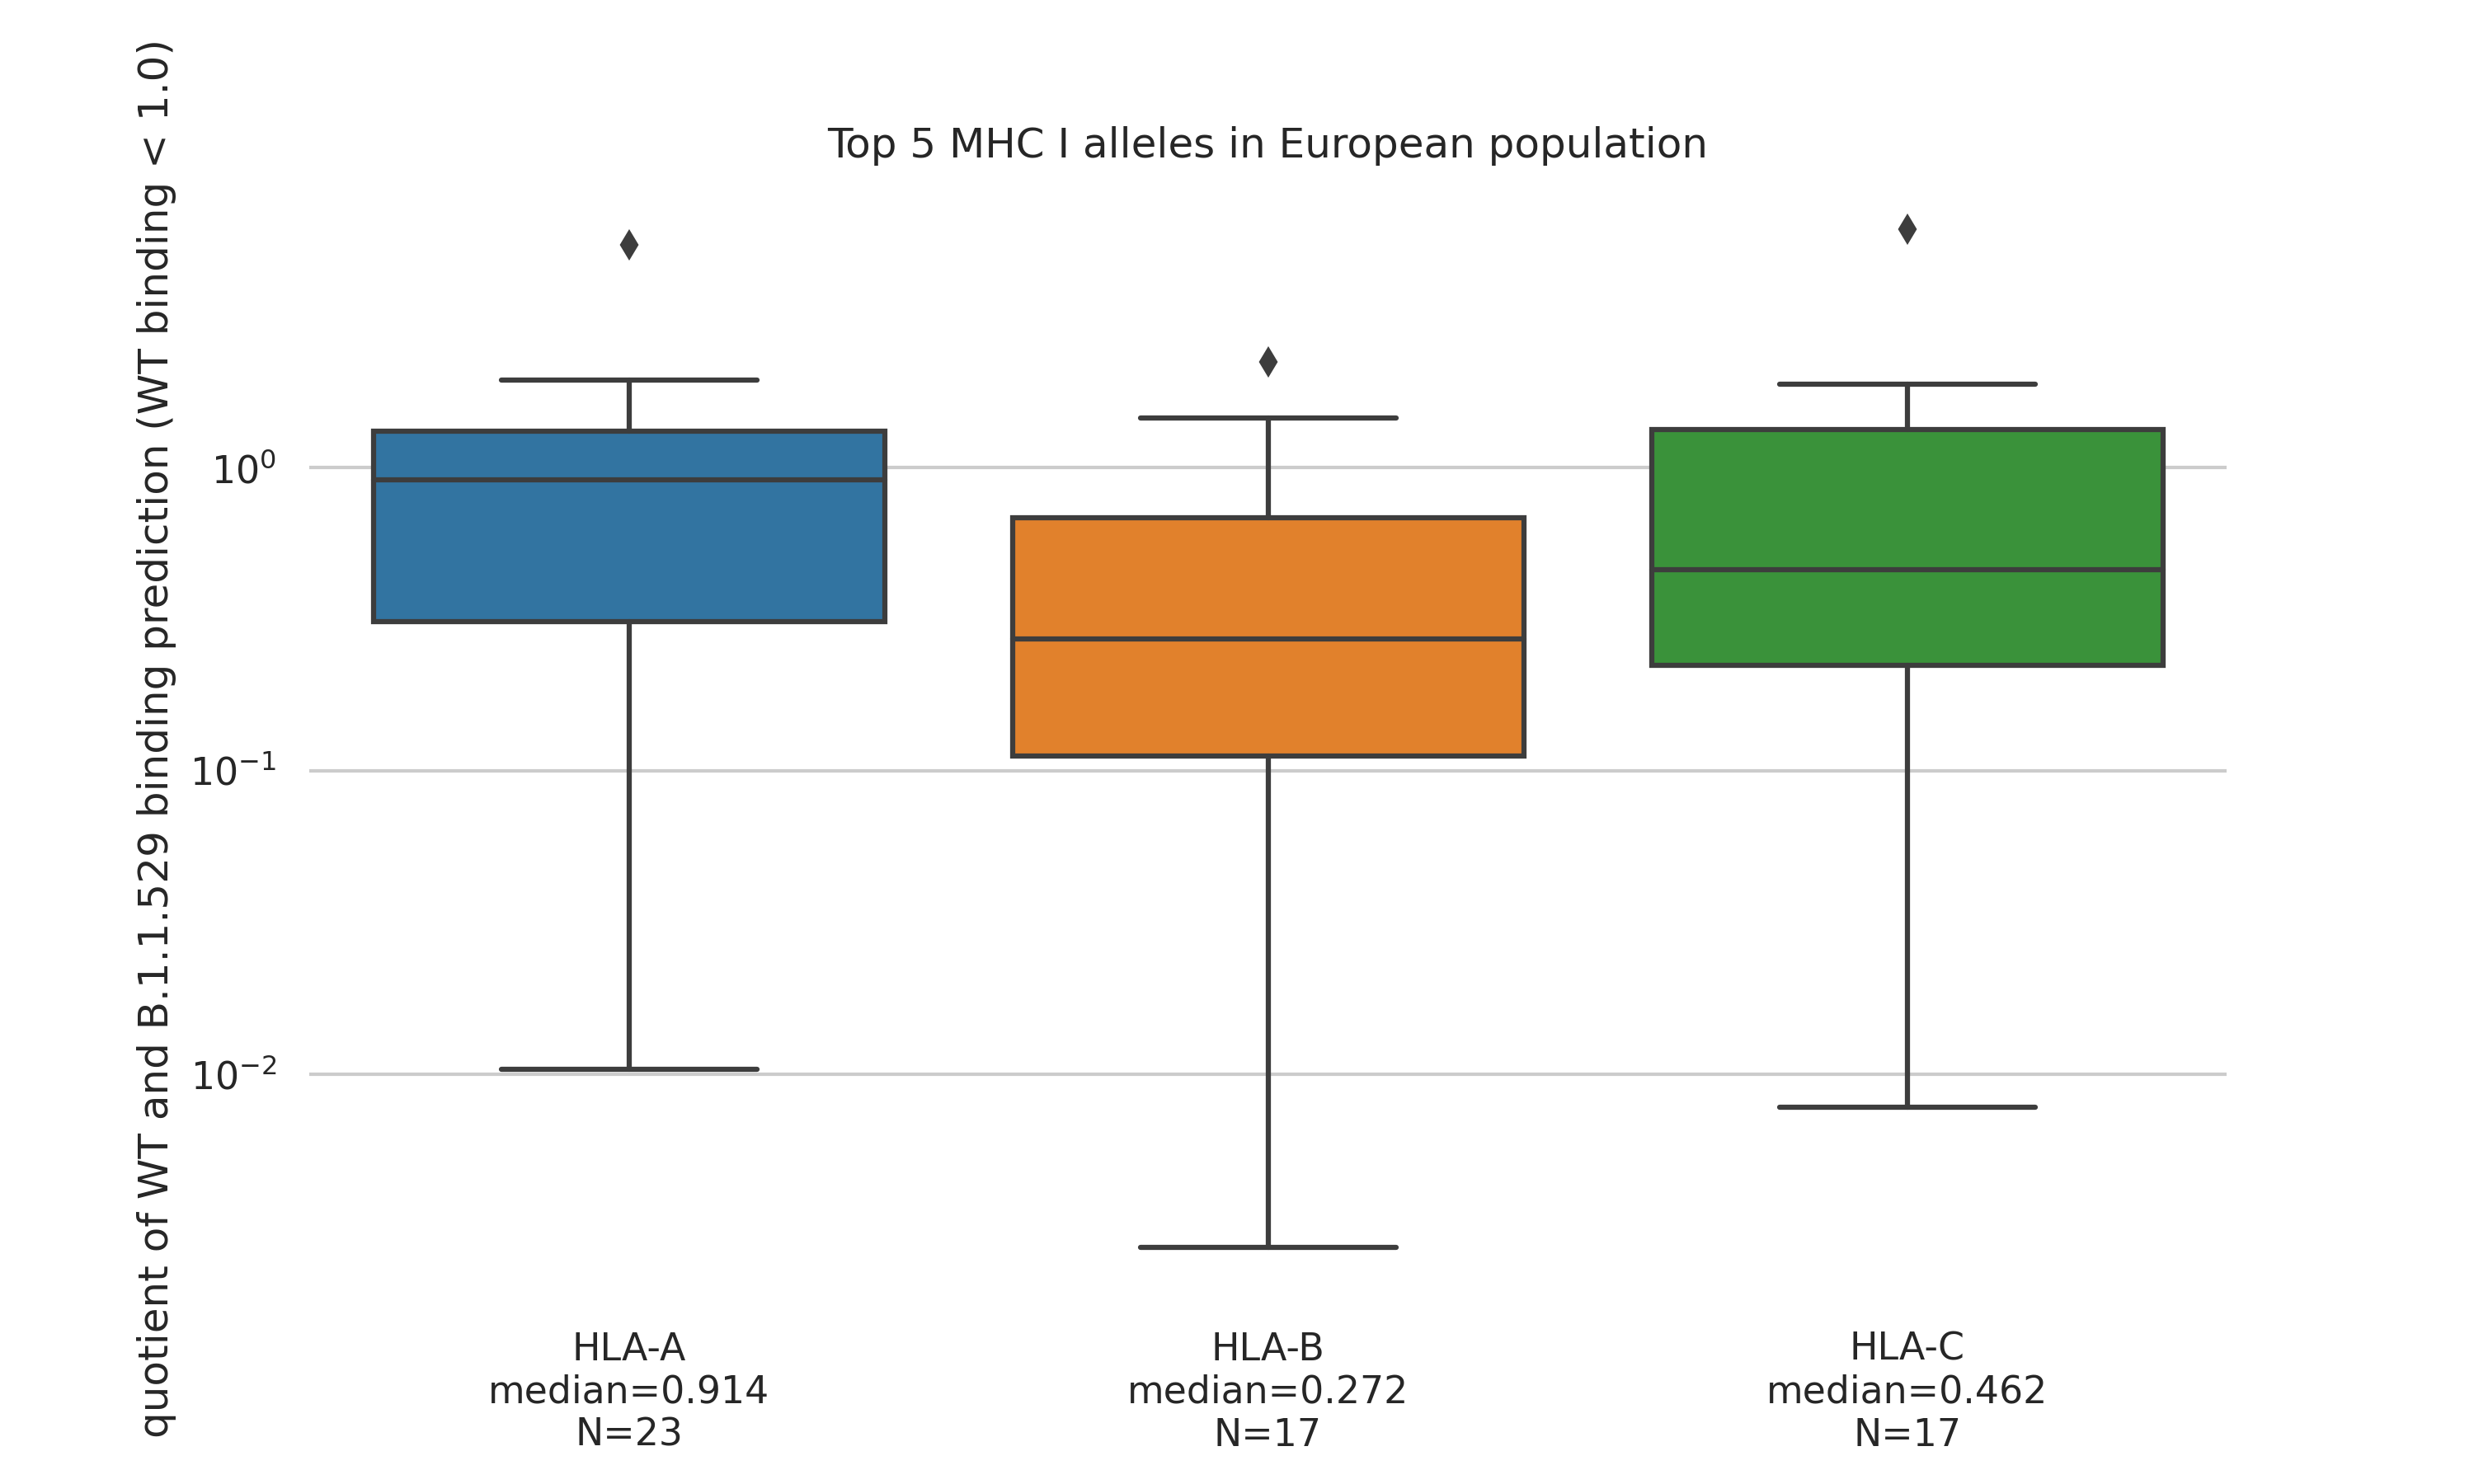 Top 5 MHC I alleles in European population
quotient of WT and B.1.1.529 binding prediction (WT binding < 1.0)
10⁰
10⁻¹
10⁻²
HLA-A
median=0.914
N=23
HLA-B
median=0.272
N=17
HLA-C
median=0.462
N=17